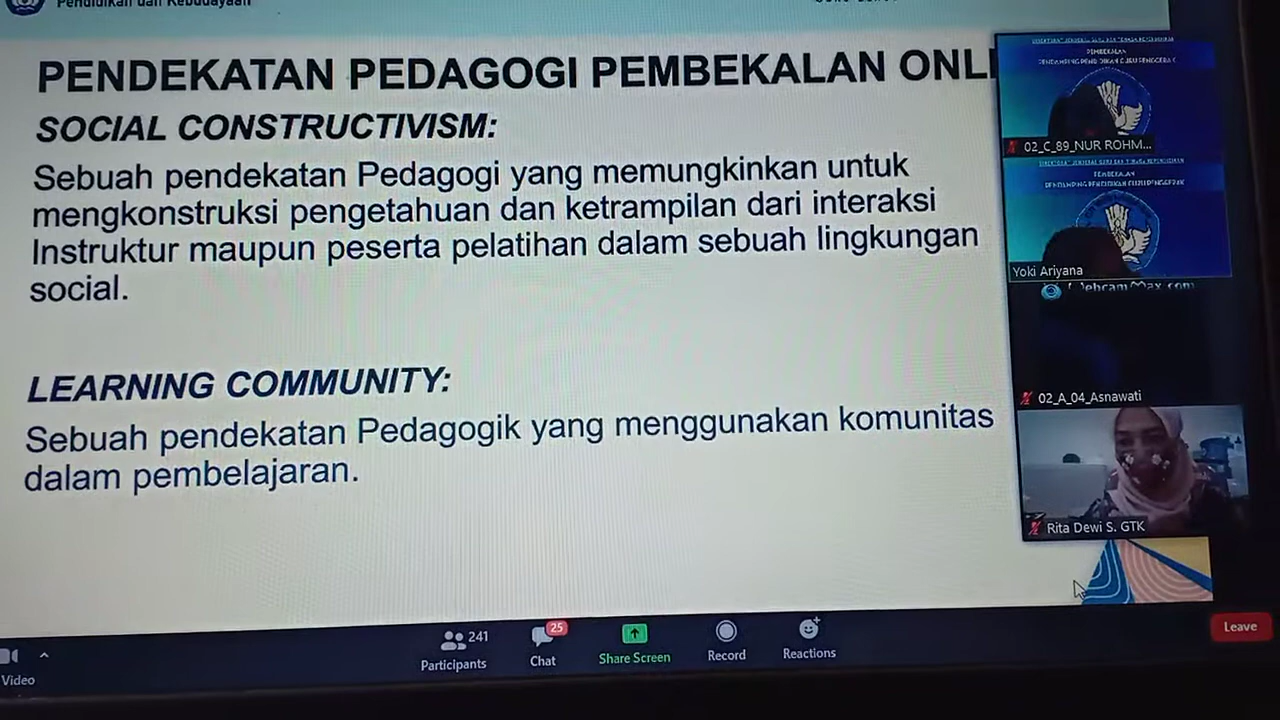 Pendidikan dan Kebudayaan
PENDEKATAN PEDAGOGI PEMBEKALAN ONLI
SOCIAL CONSTRUCTIVISM:
Sebuah pendekatan Pedagogi yang memungkinkan untuk
mengkonstruksi pengetahuan dan ketrampilan dari interaksi
Instruktur maupun peserta pelatihan dalam sebuah lingkungan
social.
LEARNING COMMUNITY:
Sebuah pendekatan Pedagogik yang menggunakan komunitas
dalam pembelajaran.
PEMBEKALAN
02_C_89_NUR ROHM...
PEMBEKALAN
Yoki Ariyana
02_A_04_Asnawati
Rita Dewi S. GTK
Video
241
Participants
25
Chat
Share Screen
Record
Reactions
Leave